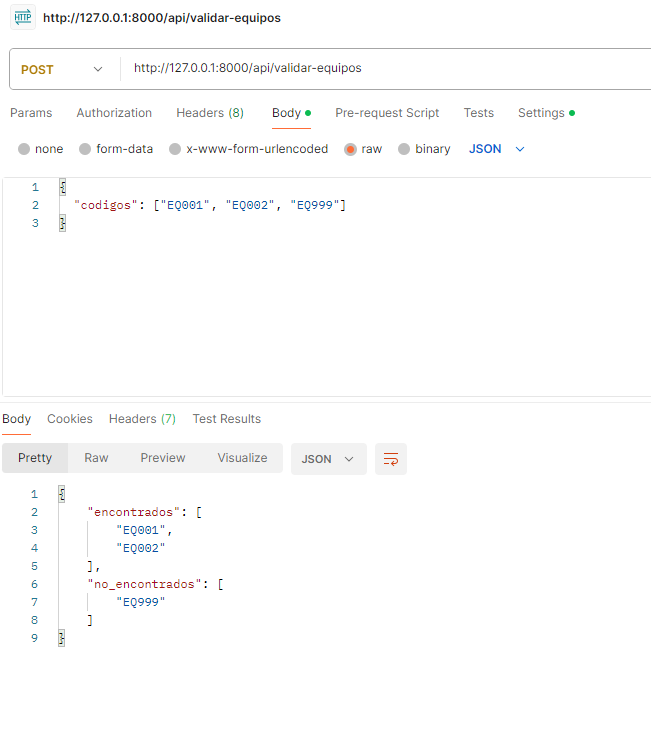 HTTP http://127.0.0.1:8000/api/validar-equipos
POST http://127.0.0.1:8000/api/validar-equipos
Params Authorization Headers (8) Body Pre-request Script Tests Settings
none form-data x-www-form-urlencoded raw binary JSON
1 {
2 "codigos": ["EQ001", "EQ002", "EQ999"]
3 }
Body Cookies Headers (7) Test Results
Pretty Raw Preview Visualize JSON
1 {
2 "encontrados": [
3 "EQ001",
4 "EQ002"
5 ],
6 "no_encontrados": [
7 "EQ999"
8 ]
9 }